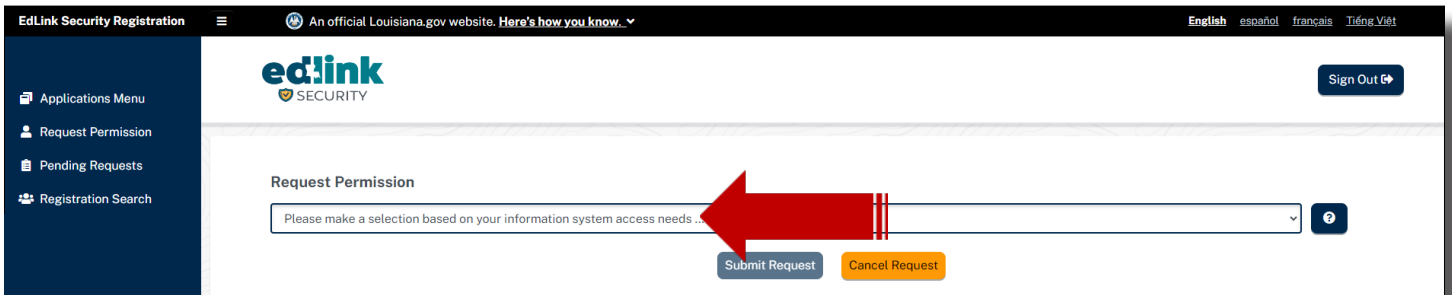 EdLink Security Registration
An official Louisiana.gov website. Here's how you know.
English español français Tiếng Việt
ed:link
SECURITY
Sign Out
Applications Menu
Request Permission
Pending Requests
Registration Search
Request Permission
Please make a selection based on your information system access needs ...
Submit Request Cancel Request